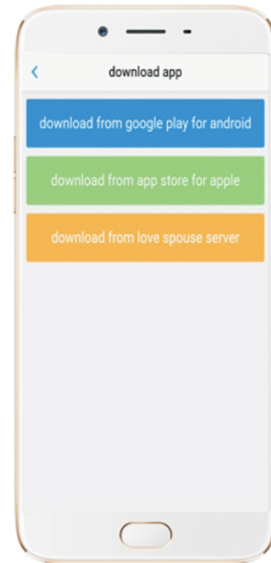 download app
download from google play for android
download from app store for apple
download from love spouse server